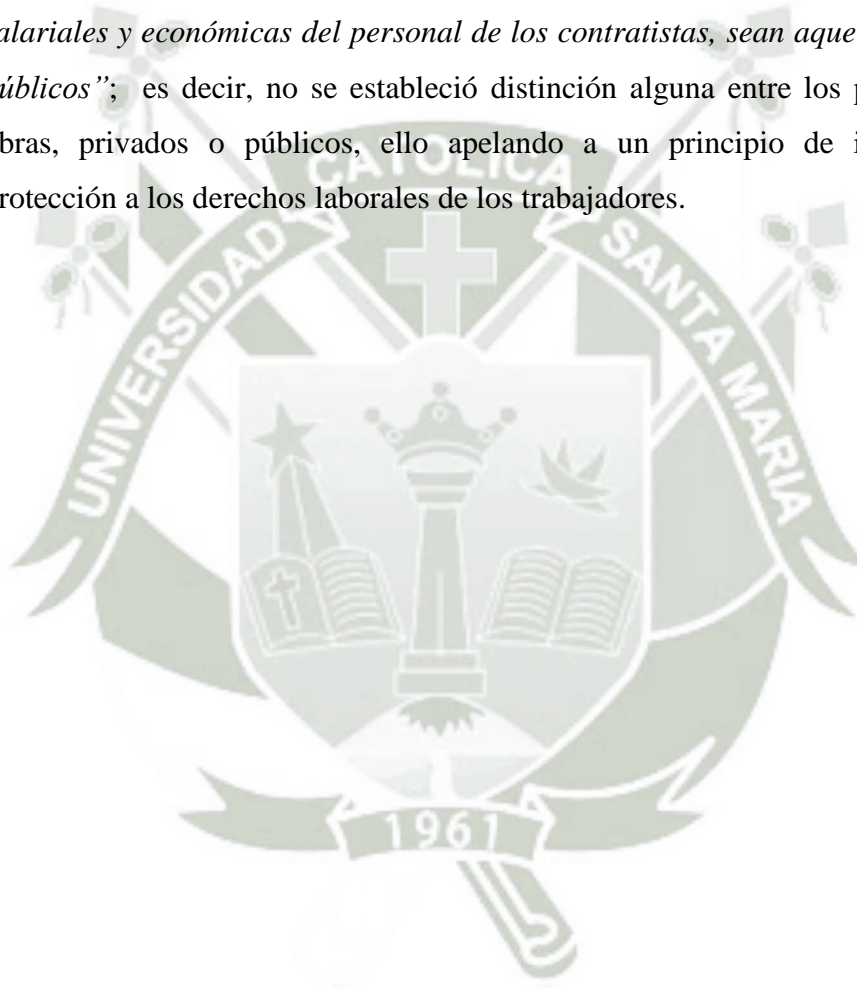 alariales y económicas del personal de los contratistas, sean aque
úblicos”; es decir, no se estableció distinción alguna entre los p
bras, privados o públicos, ello apelando a un principio de i
rotección a los derechos laborales de los trabajadores.
UNIVERSIDAD CATOLICA SANTA MARIA
1961